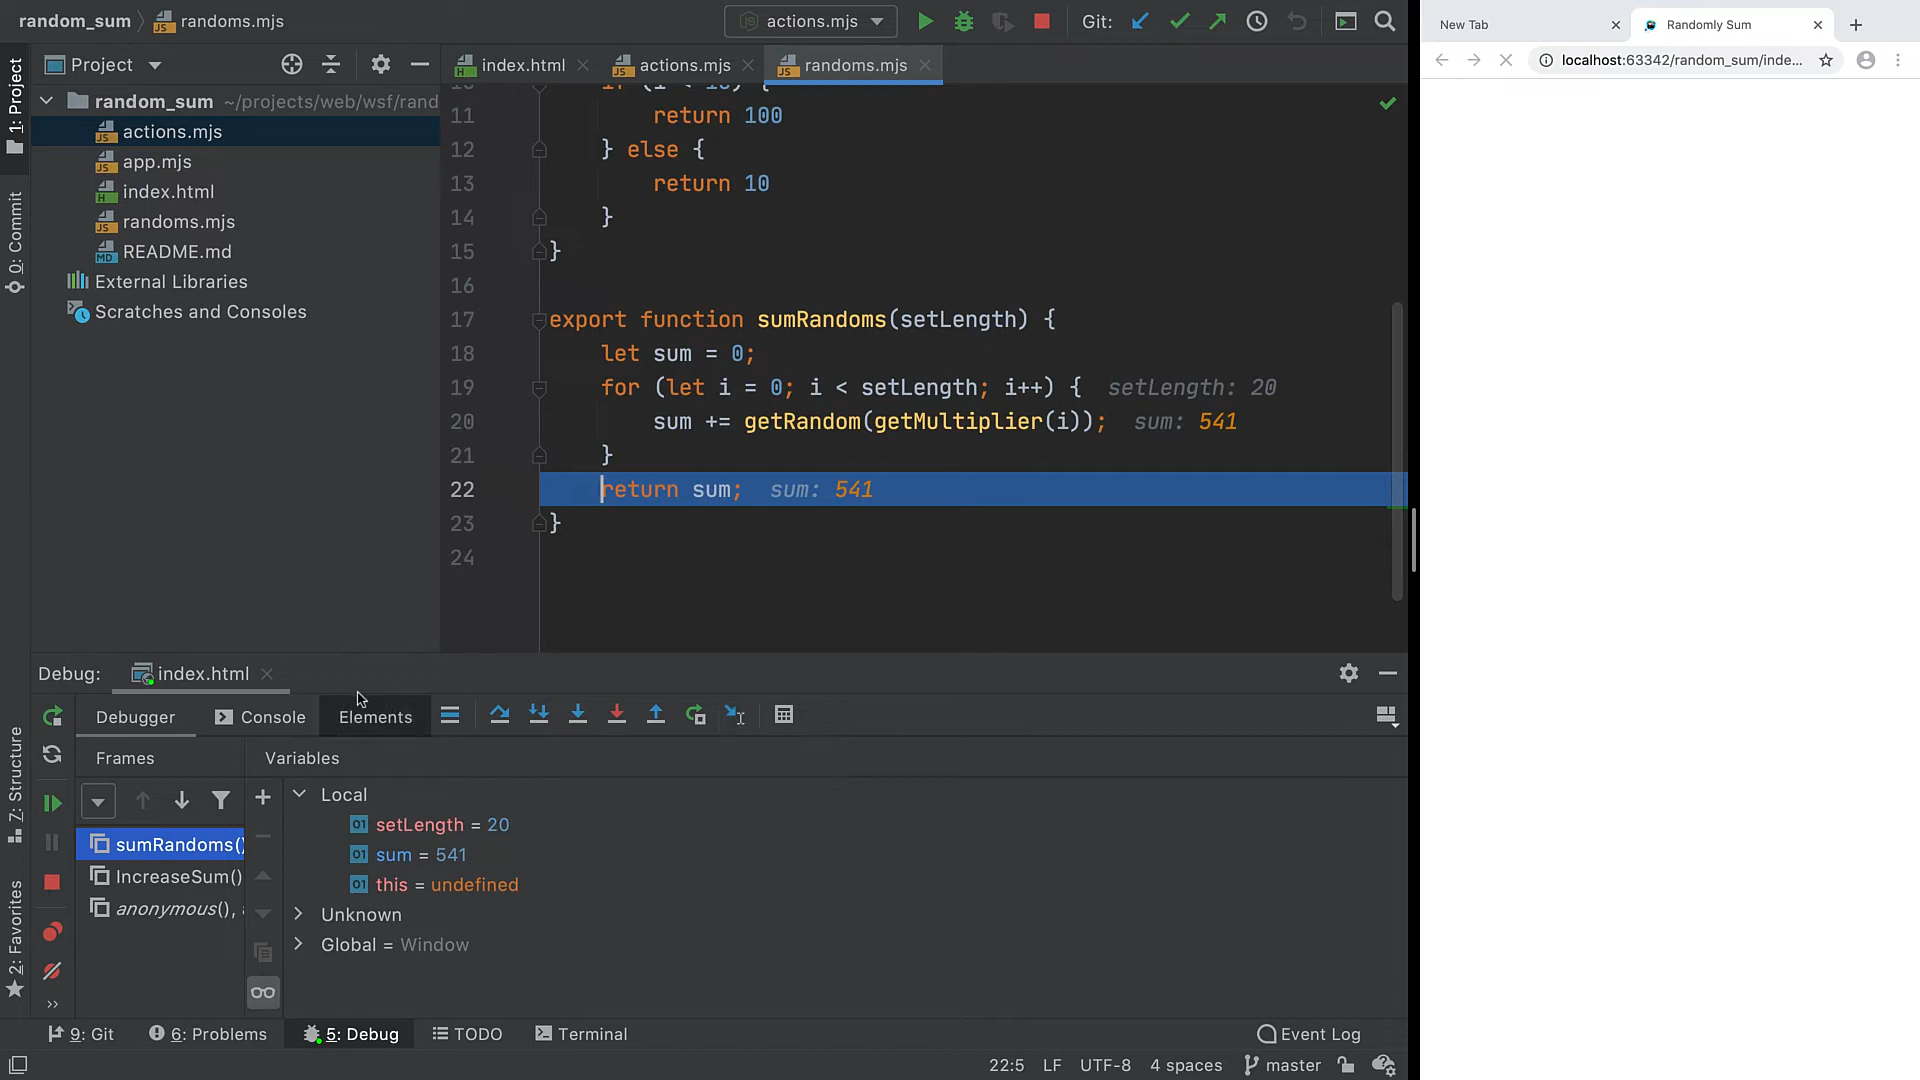 random_sum randoms.mjs actions.mjs Git:
New Tab Randomly Sum
localhost:63342/random_sum/inde...
Project
index.html actions.mjs randoms.mjs
1: Project
0: Commit
7: Structure
2: Favorites
random_sum ~/projects/web/wsf/rand
actions.mjs
app.mjs
index.html
randoms.mjs
README.md
External Libraries
Scratches and Consoles
11 return 100
12 } else {
13 return 10
14 }
15 }
16
17 export function sumRandoms(setLength) {
18 let sum = 0;
19 for (let i = 0; i < setLength; i++) { setLength: 20
20 sum += getRandom(getMultiplier(i)); sum: 541
21 }
22 return sum; sum: 541
23 }
24
Debug: index.html
Debugger Console Elements
Frames Variables
sumRandoms()
IncreaseSum()
anonymous(),
Local
01 setLength = 20
01 sum = 541
01 this = undefined
Unknown
Global = Window
9: Git 6: Problems 5: Debug TODO Terminal Event Log
22:5 LF UTF-8 4 spaces master